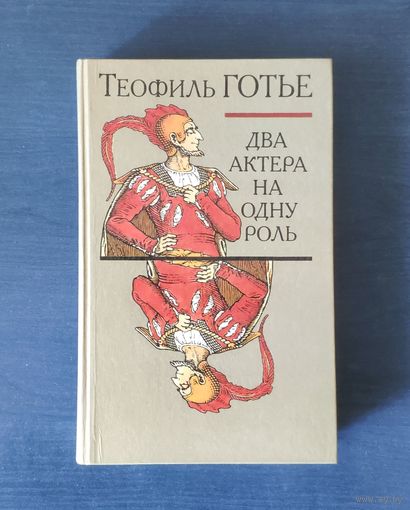 Теофиль ГОТЬЕ
ДВА
АКТЕРА
НА
ОДНУ
РОЛЬ